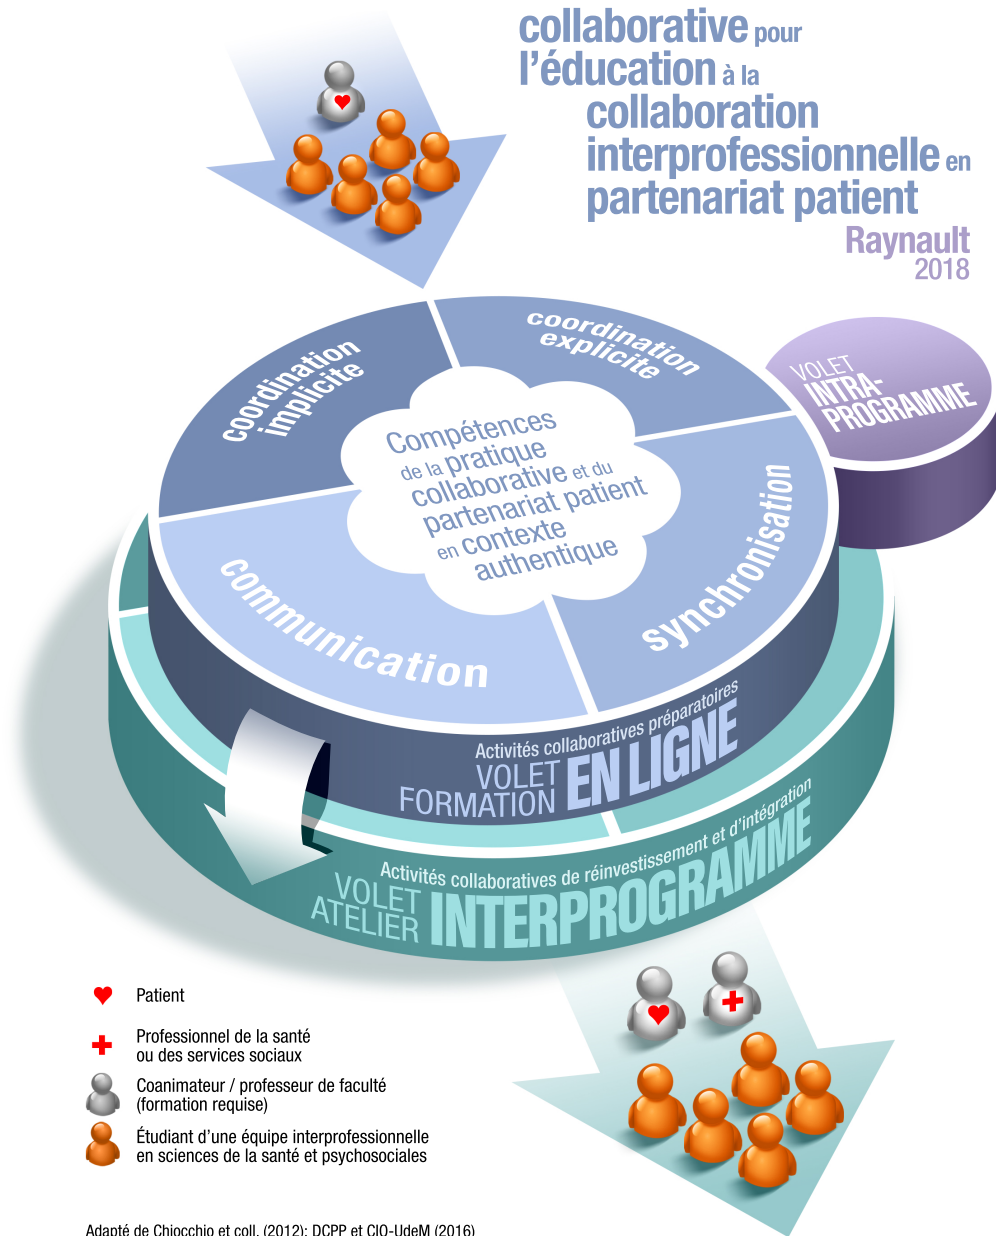 collaborative pour
l’éducation à la
collaboration
interprofessionnelle en
partenariat patient
Raynault
2018
coordination
implicite
coordination
explicite
VOLET
INTRA-
PROGRAMME
Compétences
de la pratique
collaborative et du
partenariat patient
en contexte
authentique
communication
synchronisation
Activités collaboratives préparatoires
VOLET
FORMATION EN LIGNE
Activités collaboratives de réinvestissement et d’intégration
VOLET
ATELIER INTERPROGRAMME
Patient
Professionnel de la santé
ou des services sociaux
Coanimateur / professeur de faculté
(formation requise)
Étudiant d’une équipe interprofessionnelle
en sciences de la santé et psychosociales
Adapté de Chiocchio et coll. (2012); DCPP et CIO-UdeM (2016)